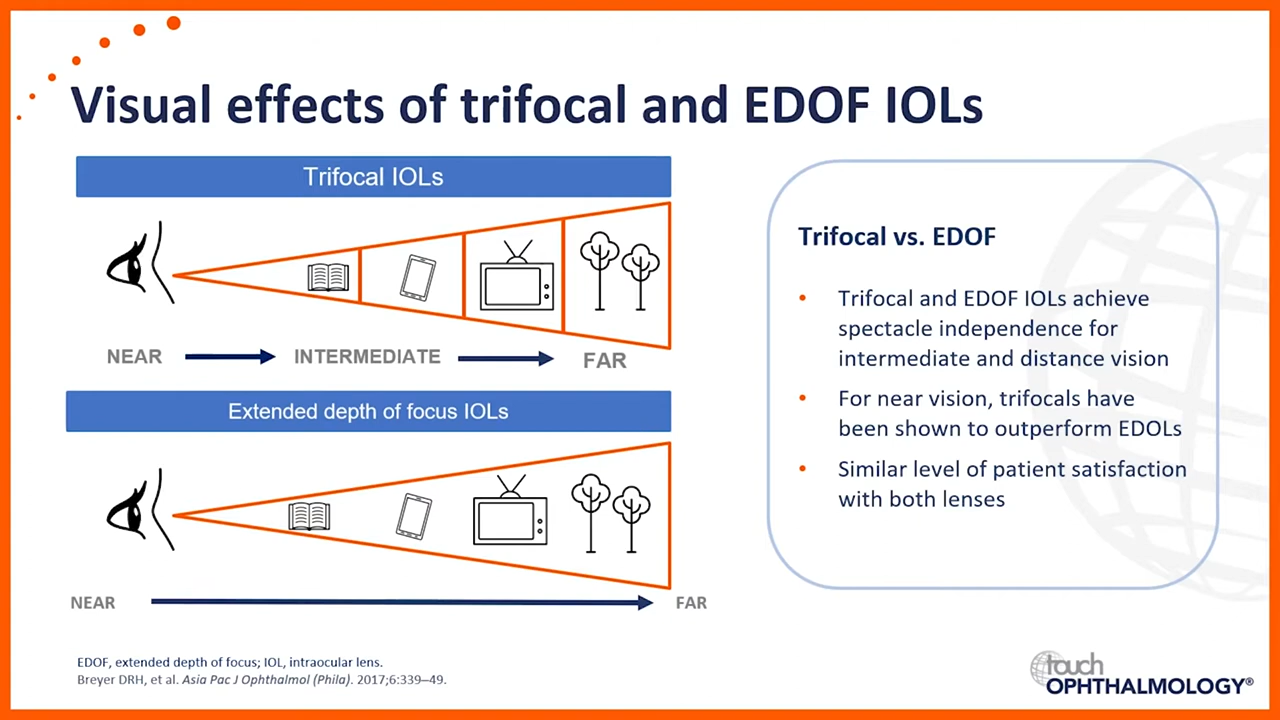 Visual effects of trifocal and EDOF IOLs
Trifocal IOLs
NEAR
INTERMEDIATE
FAR
Extended depth of focus IOLs
NEAR
FAR
Trifocal vs. EDOF
• Trifocal and EDOF IOLs achieve
spectacle independence for
intermediate and distance vision
• For near vision, trifocals have
been shown to outperform EDOLs
• Similar level of patient satisfaction
with both lenses
EDOF, extended depth of focus; IOL, intraocular lens.
Breyer DRH, et al. Asia Pac J Ophthalmol (Phila). 2017;6:339–49.
touch
OPHTHALMOLOGY®